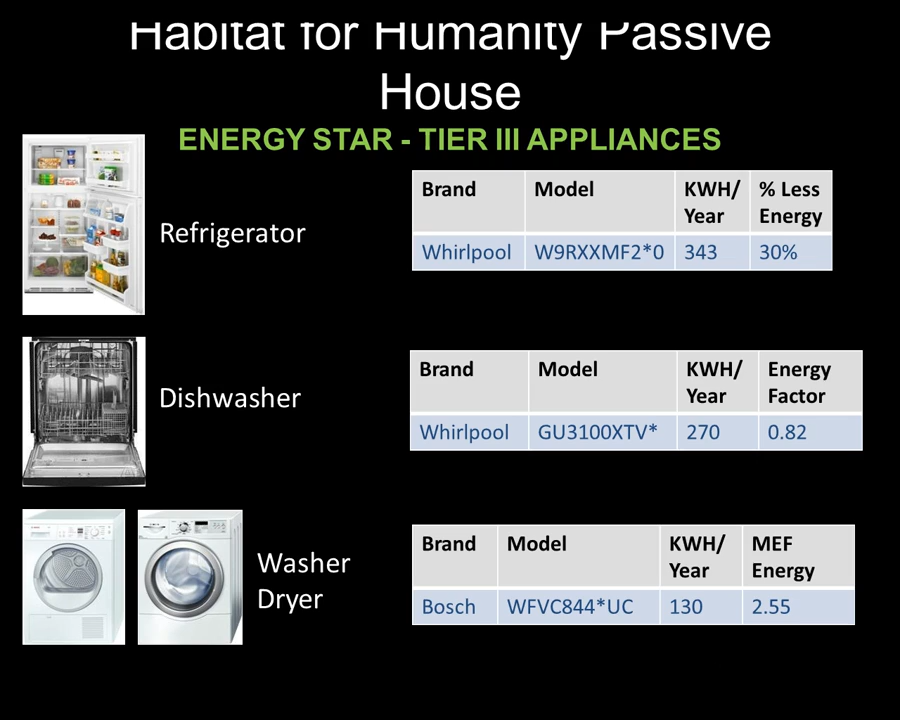 Habitat for Humanity Passive
House
ENERGY STAR - TIER III APPLIANCES
Refrigerator
Brand Model KWH/ Year % Less Energy
Whirlpool W9RXXMF2*0 343 30%
Dishwasher
Brand Model KWH/ Year Energy Factor
Whirlpool GU3100XTV* 270 0.82
Washer
Dryer
Brand Model KWH/ Year MEF Energy
Bosch WFVC844*UC 130 2.55